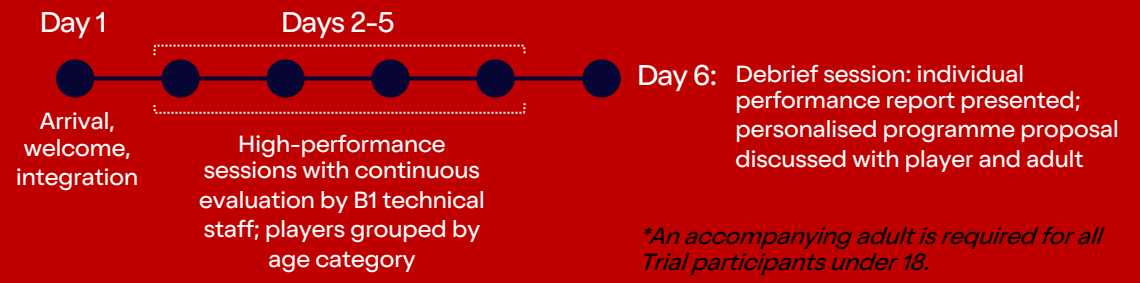 Day 1
Arrival,
welcome,
integration
Days 2-5
High-performance
sessions with continuous
evaluation by B1 technical
staff; players grouped by
age category
Day 6:
Debrief session: individual
performance report presented;
personalised programme proposal
discussed with player and adult
*An accompanying adult is required for all
Trial participants under 18.